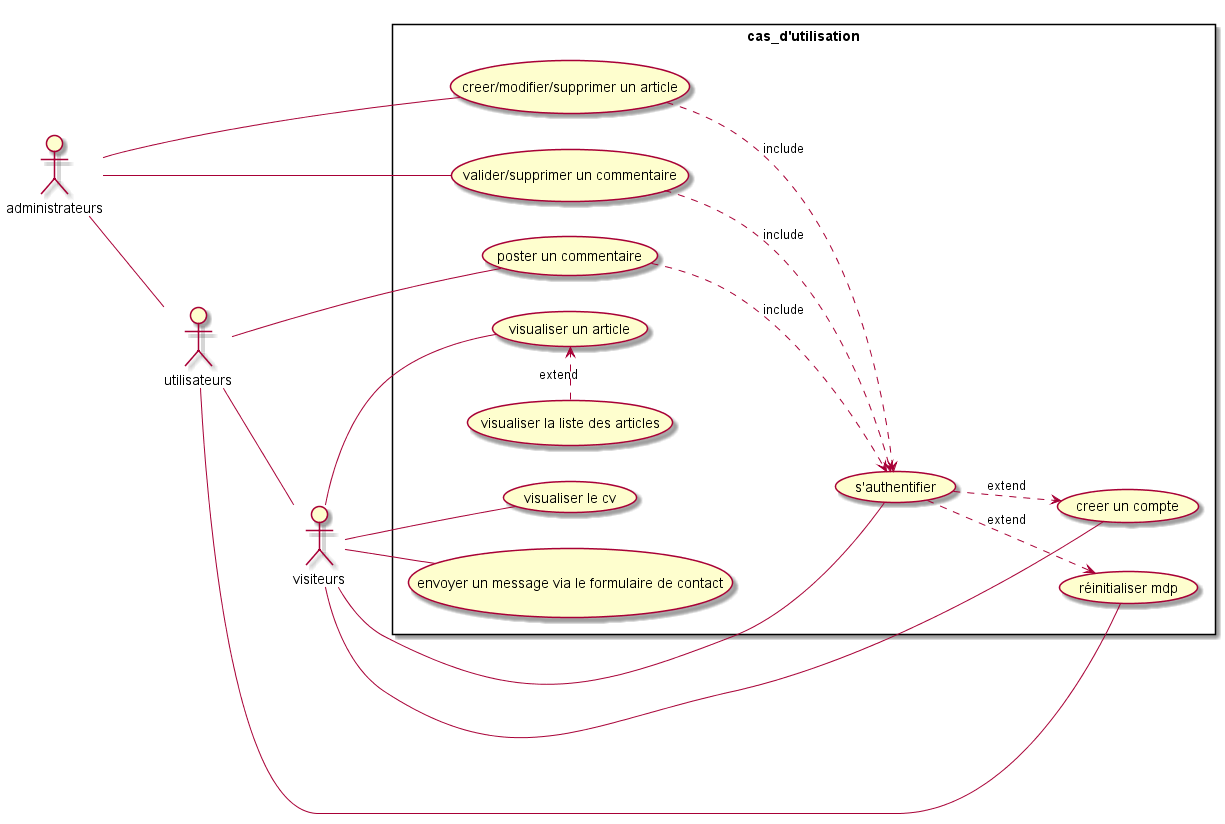 cas_d'utilisation
creer/modifier/supprimer un article
include
administrateurs
valider/supprimer un commentaire
include
poster un commentaire
include
visualiser un article
utilisateurs
extend
visualiser la liste des articles
s'authentifier
extend
creer un compte
extend
visualiser le cv
visiteurs
envoyer un message via le formulaire de contact
réinitialiser mdp